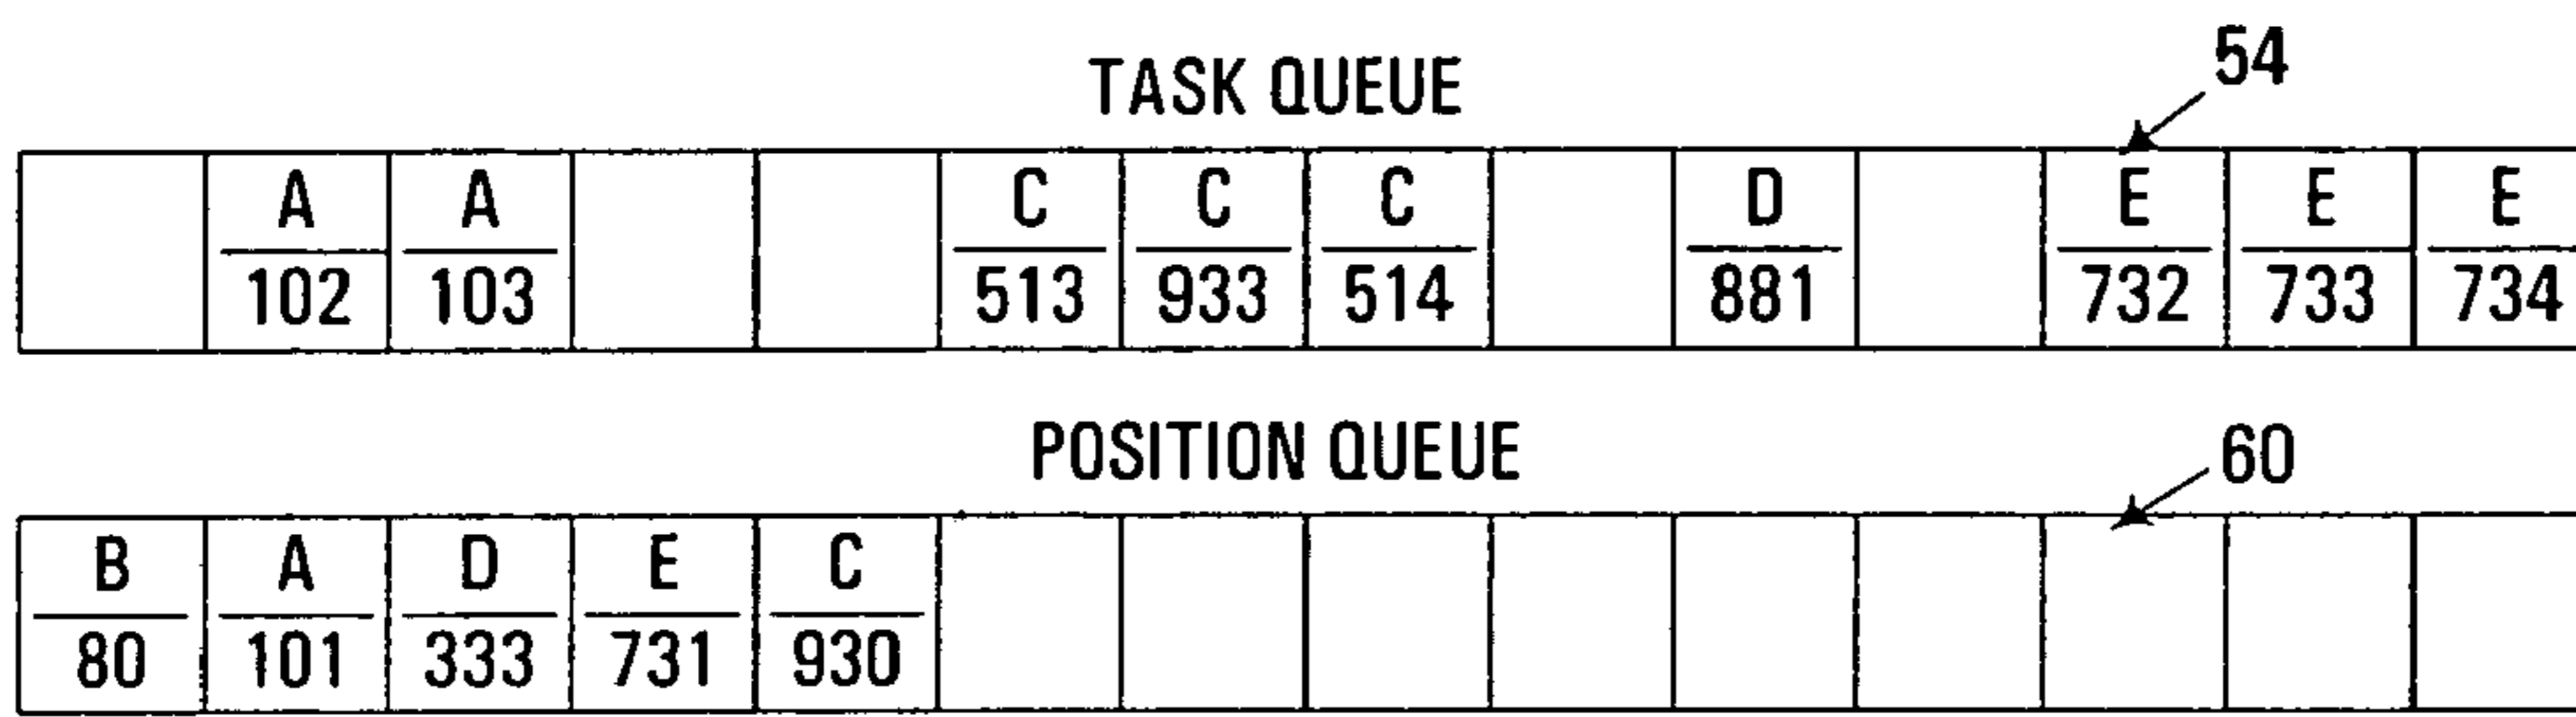 54
TASK QUEUE
A A C C C D E E E
102 103 513 933 514 881 732 733 734
POSITION QUEUE
60
B A D E C
80 101 333 731 930